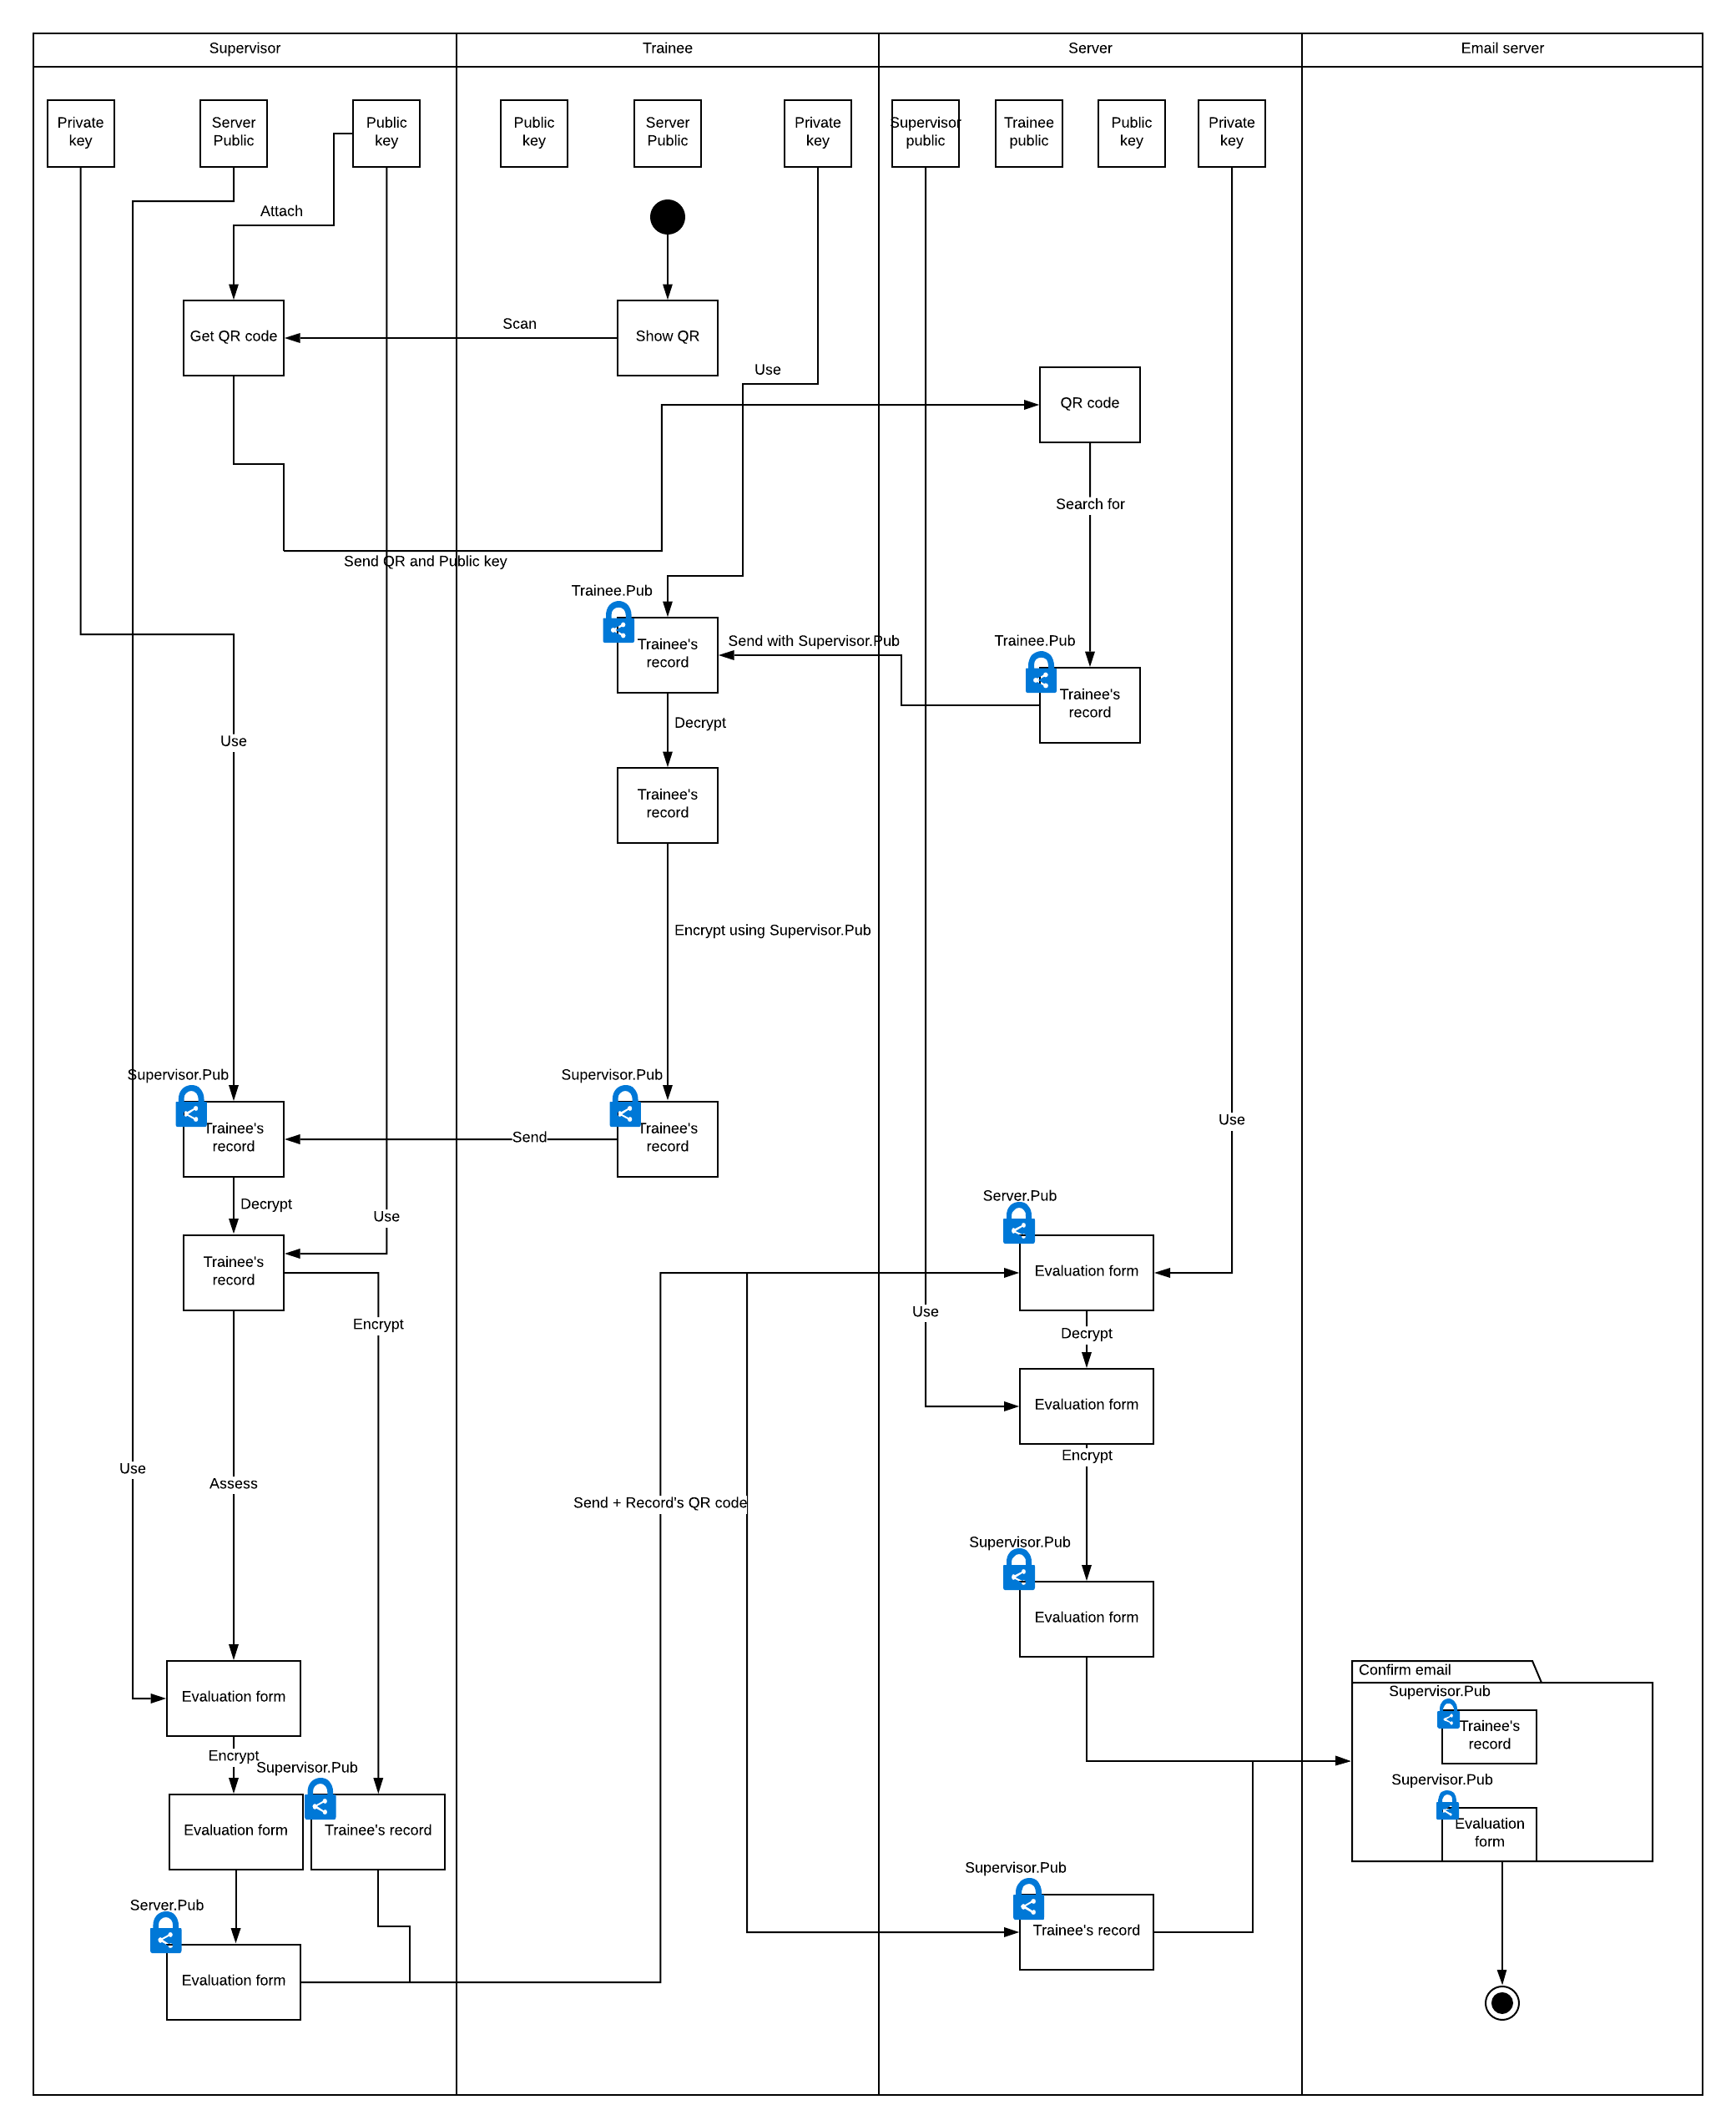 Supervisor
Trainee
Server
Email server
Private
key
Server
Public
Public
key
Public
key
Server
Public
Private
key
Supervisor
public
Trainee
public
Public
key
Private
key
Attach
Get QR code
Scan
Show QR
Use
QR code
Search for
Send QR and Public key
Trainee.Pub
Trainee's
record
Send with Supervisor.Pub
Trainee.Pub
Trainee's
record
Decrypt
Use
Trainee's
record
Encrypt using Supervisor.Pub
Supervisor.Pub
Trainee's
record
Send
Supervisor.Pub
Trainee's
record
Use
Decrypt
Use
Server.Pub
Trainee's
record
Evaluation form
Encrypt
Use
Decrypt
Evaluation form
Encrypt
Use
Assess
Send + Record's QR code
Supervisor.Pub
Evaluation form
Evaluation form
Confirm email
Supervisor.Pub
Trainee's
record
Encrypt
Supervisor.Pub
Supervisor.Pub
Evaluation
form
Evaluation form
Trainee's record
Supervisor.Pub
Trainee's record
Server.Pub
Evaluation form